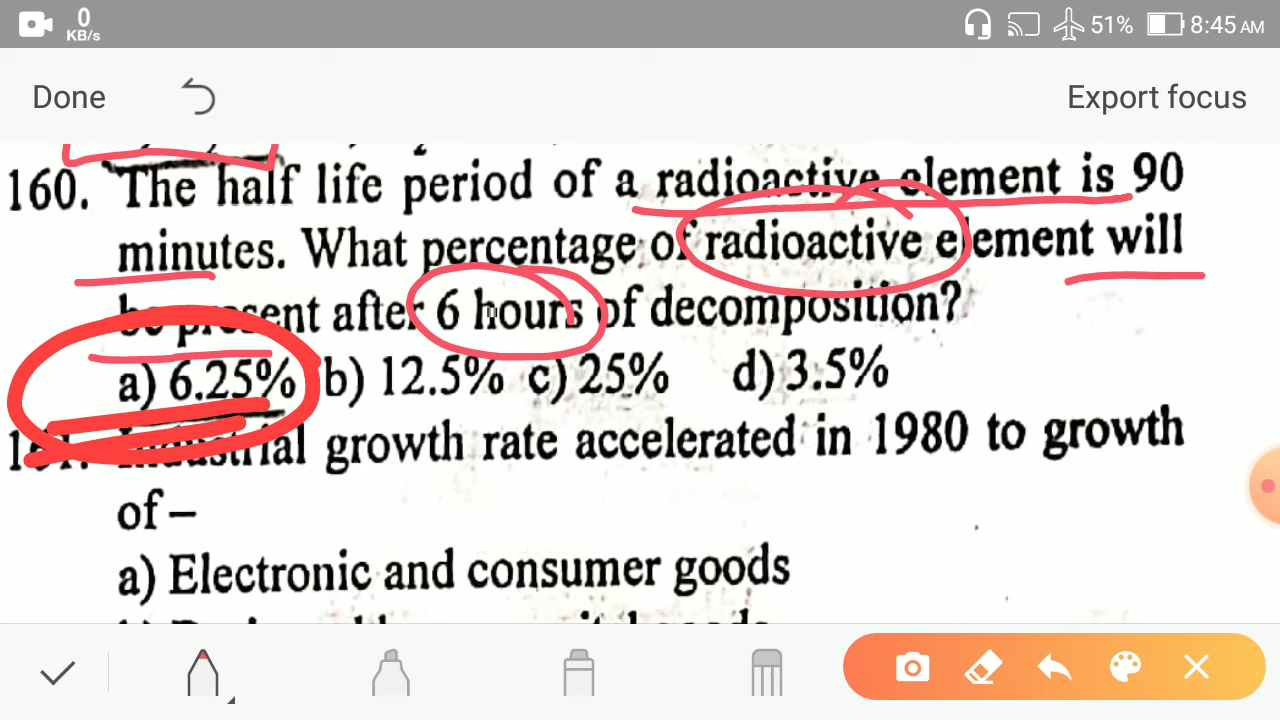 0
KB/s
51%
8:45 AM
Done
Export focus
160. The half life period of a radioactive element is 90
minutes. What percentage of radioactive element will
be present after 6 hours of decomposition?
a) 6.25% b) 12.5% c) 25% d) 3.5%
161. Industrial growth rate accelerated in 1980 to growth
of –
a) Electronic and consumer goods